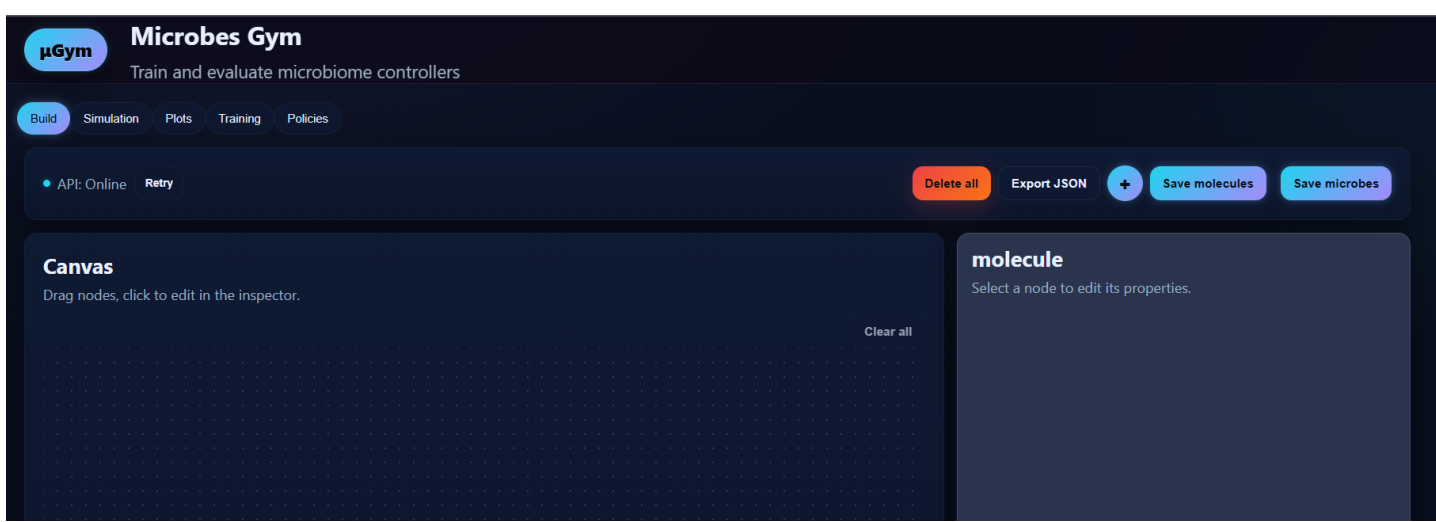 µGym
Microbes Gym
Train and evaluate microbiome controllers
Build Simulation Plots Training Policies
API: Online Retry Delete all Export JSON + Save molecules Save microbes
Canvas
Drag nodes, click to edit in the inspector.
Clear all
molecule
Select a node to edit its properties.